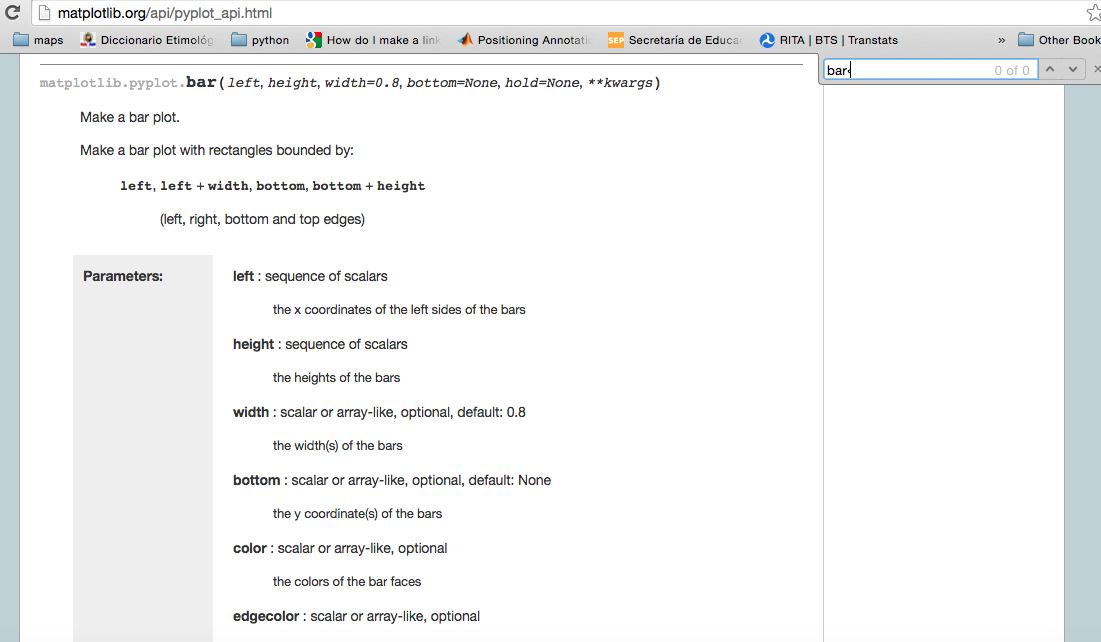 matplotlib.org/api/pyplot_api.html
maps Diccionario Etimológ python How do I make a link Positioning Annotati SEP Secretaría de Educac RITA | BTS | Transtats » Other Book
bar 0 of 0
matplotlib.pyplot.bar(left, height, width=0.8, bottom=None, hold=None, **kwargs)
Make a bar plot.
Make a bar plot with rectangles bounded by:
left, left + width, bottom, bottom + height
(left, right, bottom and top edges)
Parameters: left : sequence of scalars
the x coordinates of the left sides of the bars
height : sequence of scalars
the heights of the bars
width : scalar or array-like, optional, default: 0.8
the width(s) of the bars
bottom : scalar or array-like, optional, default: None
the y coordinate(s) of the bars
color : scalar or array-like, optional
the colors of the bar faces
edgecolor : scalar or array-like, optional